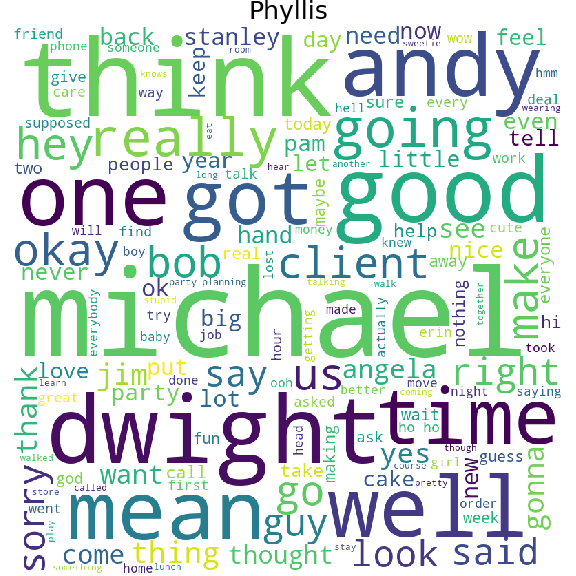 Phyllis
friend back stanley day need now feel
phone someone sweetie wow
think andy
knows room hmm
give keep hell sure every deal
care way
supposed today even
hey really going tell
two people year pam let little work
eat hear another
one got good
long talk maybe
will find hand money help see cute
okay boy real knew nice everyone
never bob client away make
lost
ok party planning talking walk nothing hi
michael
everybody try stupid big made actually together
baby job hour getting erin took
love jim put say us angela right
learn done ooh better move night saying
great party lot asked coming though
thank dwight time
walked fun head wait ho ho
god want call making ask yes girl guess
store went called first take cake course pretty new gonna
sorry mean go guy well order week
play
come thing thought stay look said
something home lunch